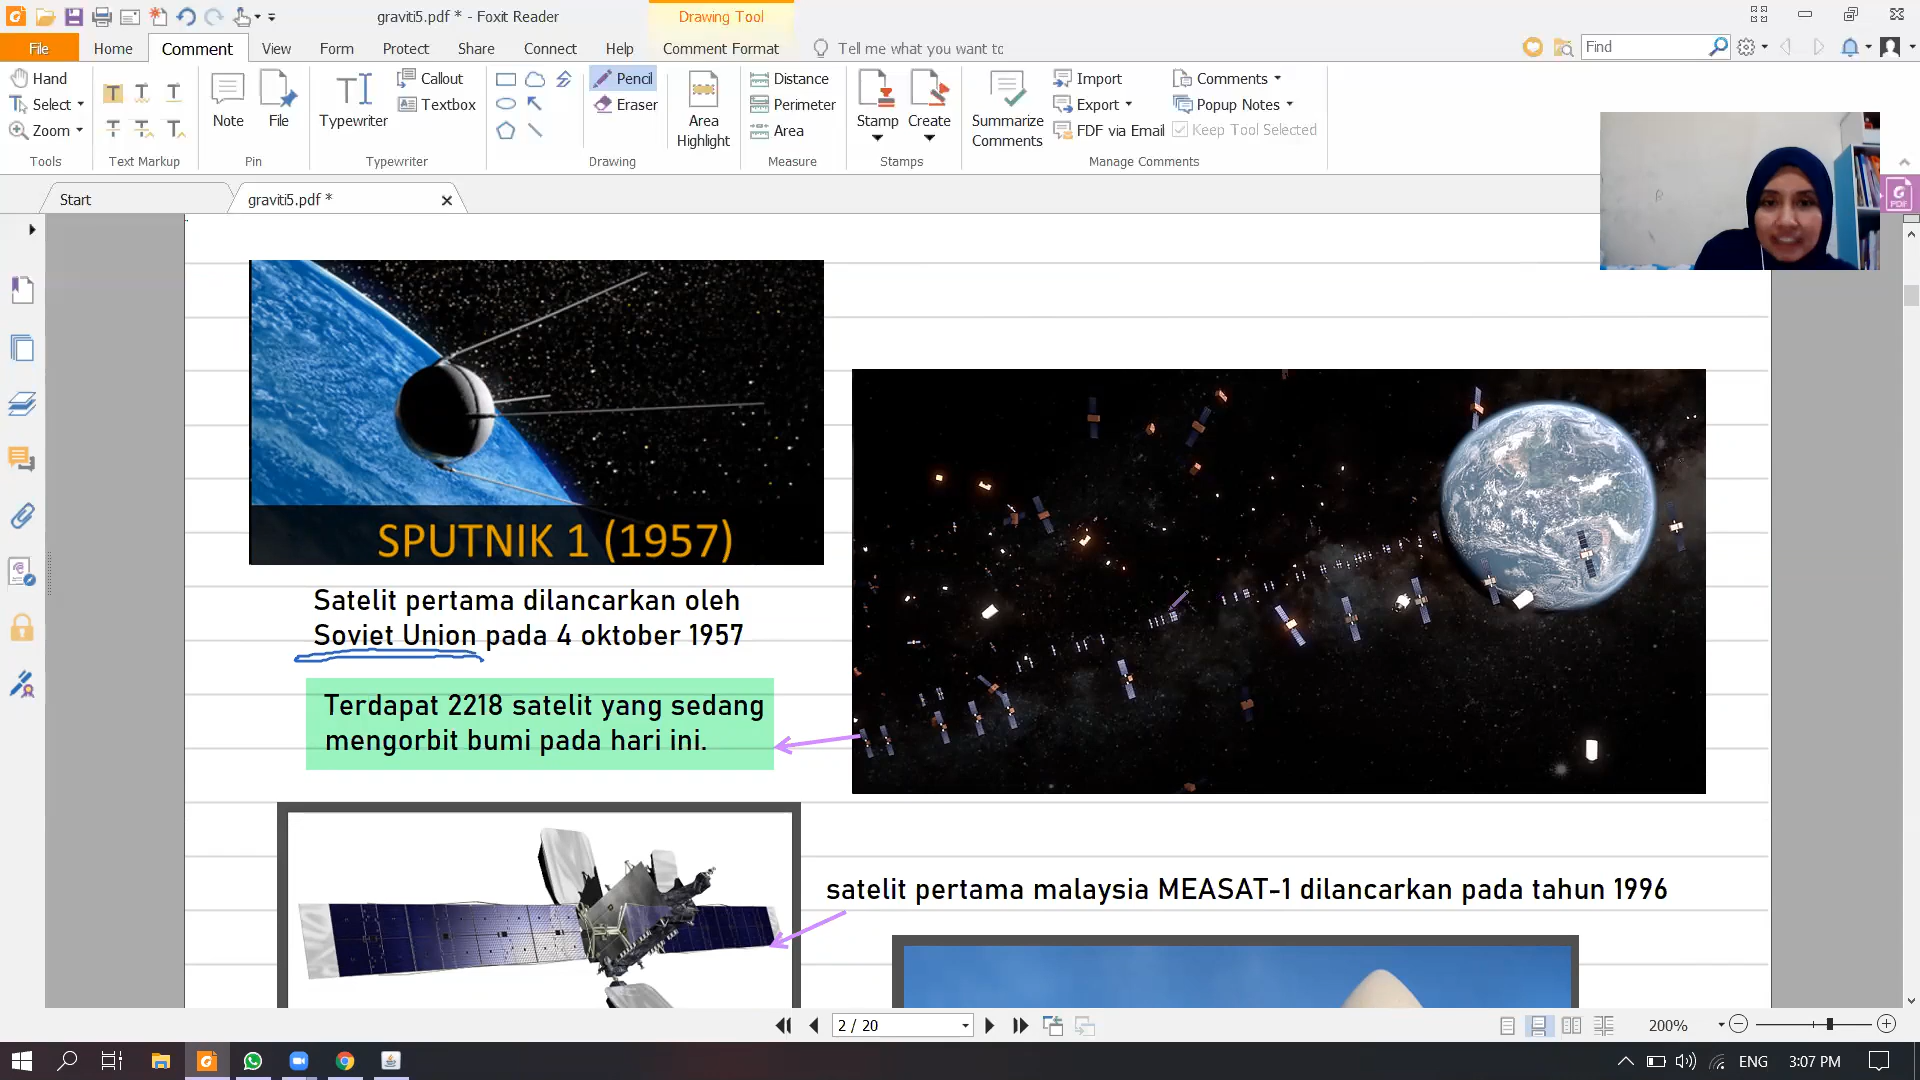 graviti5.pdf * - Foxit Reader
Drawing Tool
File
Home
Comment
View
Form
Protect
Share
Connect
Help
Comment Format
Tell me what you want to
Find
Hand
Select
Zoom
Tools
Text Markup
Note
File
Pin
Typewriter
Callout
Textbox
Typewriter
Pencil
Eraser
Drawing
Area
Highlight
Distance
Perimeter
Area
Measure
Stamp
Create
Stamps
Summarize
Comments
Import
Export
FDF via Email
Comments
Popup Notes
Keep Tool Selected
Manage Comments
Start
graviti5.pdf *
PDF
SPUTNIK 1 (1957)
Satelit pertama dilancarkan oleh
Soviet Union pada 4 oktober 1957
Terdapat 2218 satelit yang sedang
mengorbit bumi pada hari ini.
satelit pertama malaysia MEASAT-1 dilancarkan pada tahun 1996
2 / 20
200%
ENG
3:07 PM